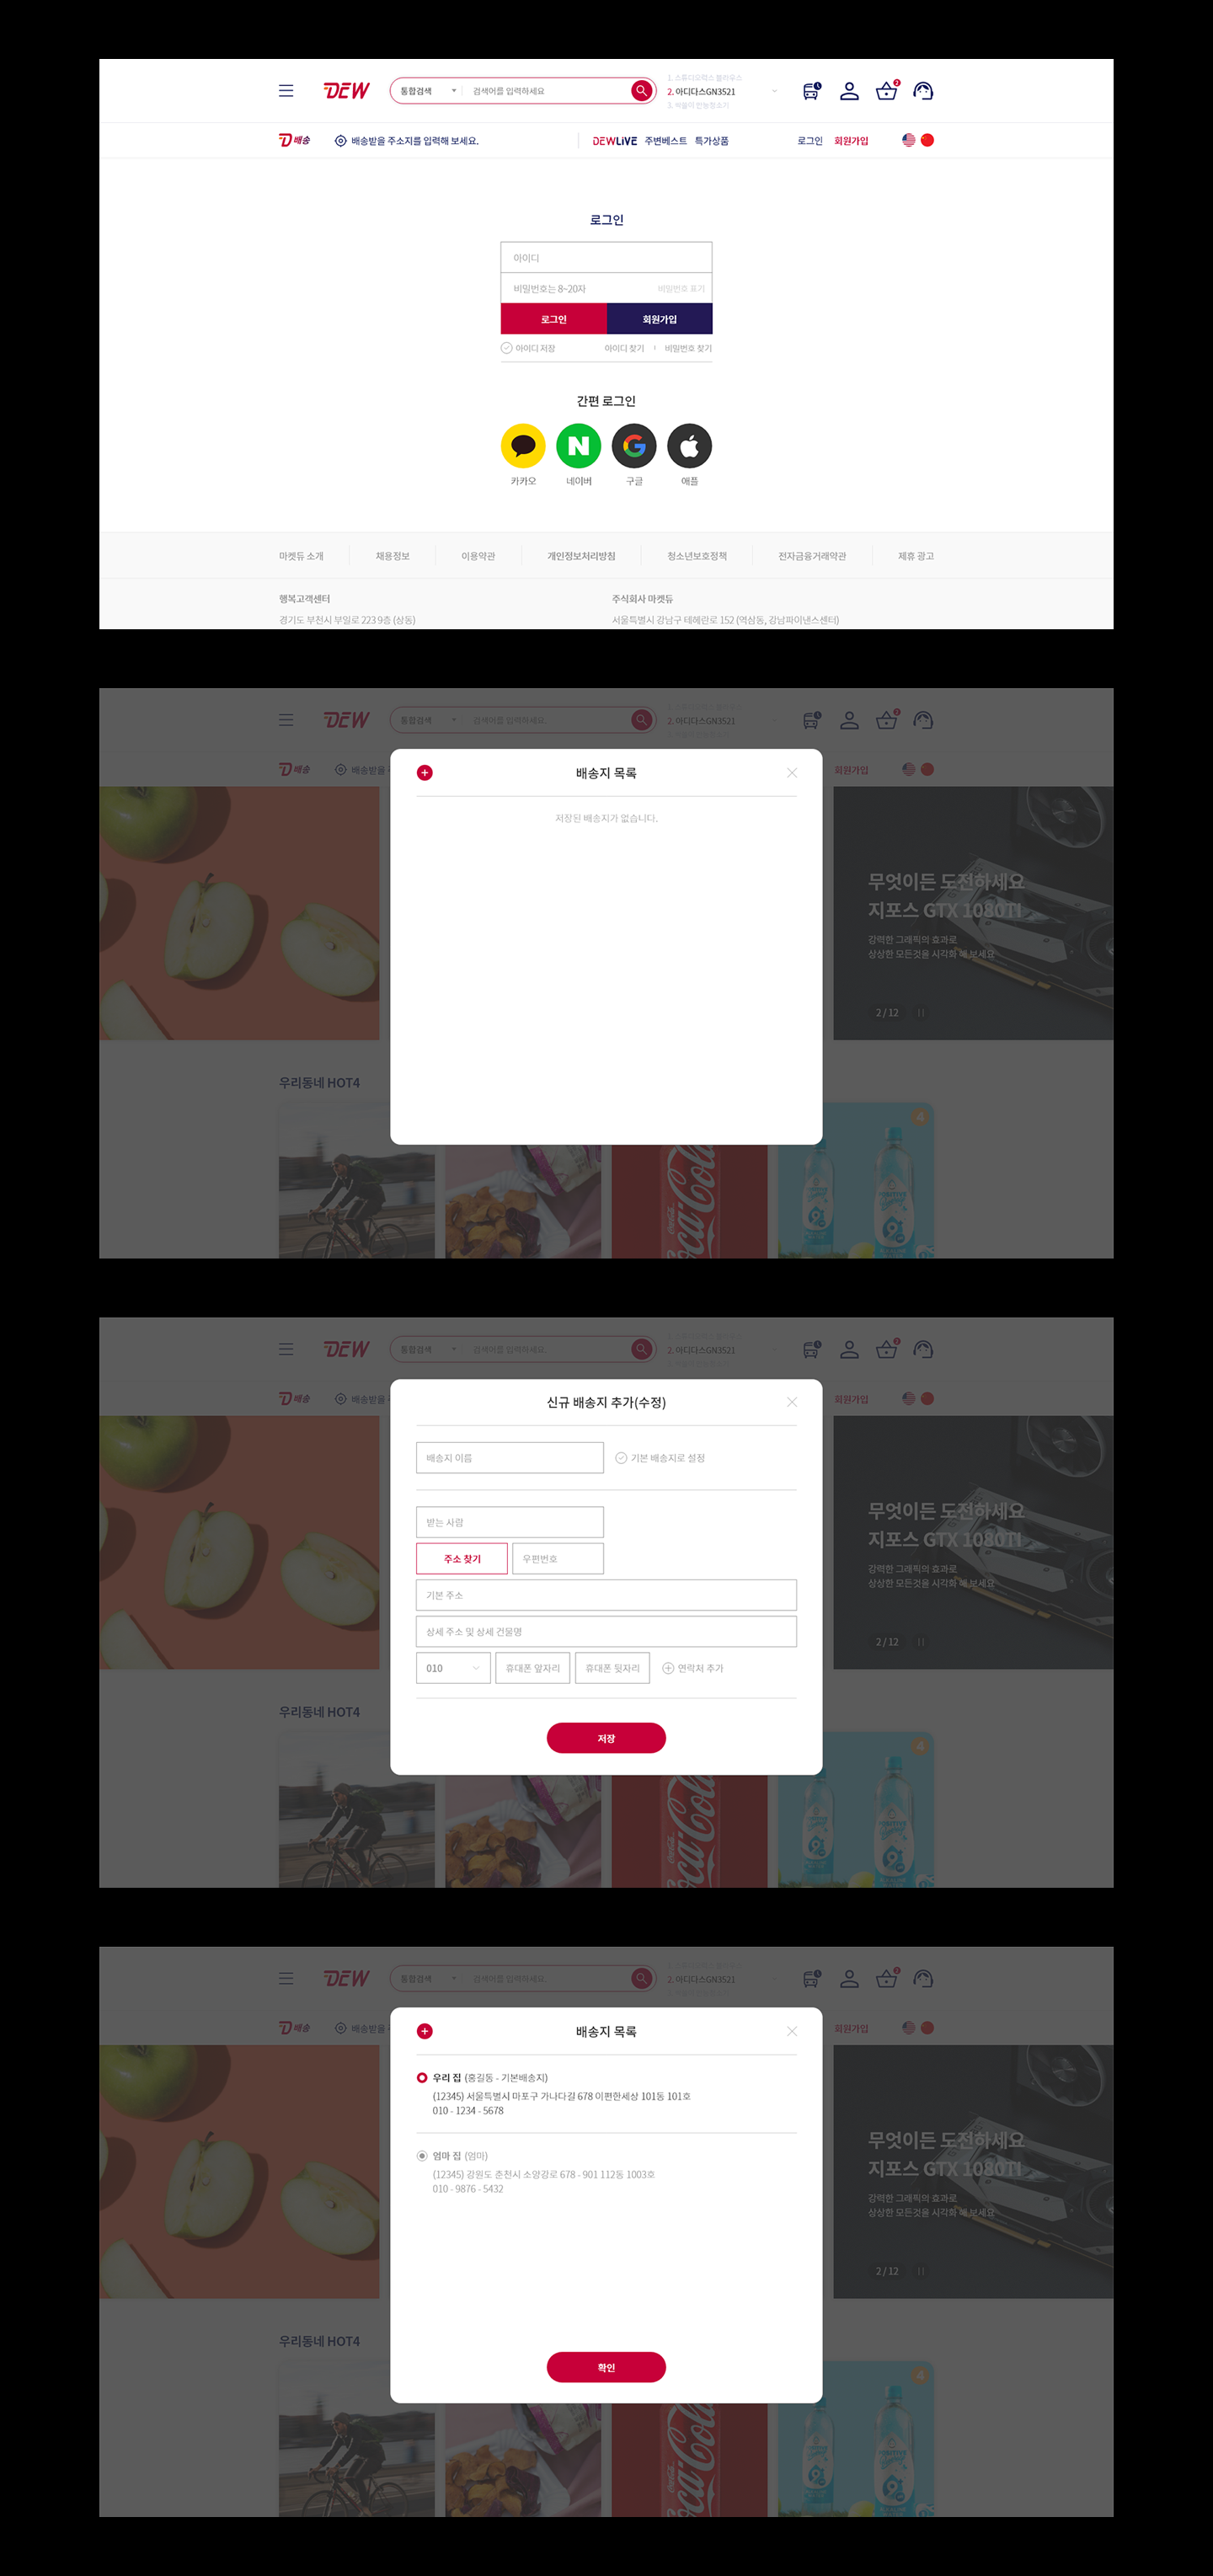 DEW
통합검색
검색어를 입력하세요
1. 스튜디오럭스 블라우스
2. 아디다스GN3521
2
D배송
배송받을 주소지를 입력해 보세요.
DEWLIVE 주변베스트 특가상품
로그인 회원가입
로그인
아이디
비밀번호는 8~20자
비밀번호 표기
로그인
회원가입
아이디 저장
아이디 찾기
비밀번호 찾기
간편 로그인
카카오
네이버
구글
애플
마켓듀 소개
채용정보
이용약관
개인정보처리방침
청소년보호정책
전자금융거래약관
제휴 광고
행복고객센터
주식회사 마켓듀
경기도 부천시 부일로 223 9층 (상동)
서울특별시 강남구 테헤란로 152 (역삼동, 강남파이낸스센터)
DEW
통합검색
검색어를 입력하세요.
2. 아디다스GN3521
2
D배송
배송받을
회원가입
배송지 목록
저장된 배송지가 없습니다.
무엇이든 도전하세요
지포스 GTX 1080TI
강력한 그래픽의 효과로
상상한 모든것을 시각화 해 보세요
2 / 12
우리동네 HOT4
4
Coca-Cola
DEW
통합검색
검색어를 입력하세요.
2. 아디다스GN3521
2
D배송
배송받을
회원가입
신규 배송지 추가(수정)
배송지 이름
기본 배송지로 설정
받는 사람
주소 찾기
우편번호
기본 주소
상세 주소 및 상세 건물명
010
휴대폰 앞자리
휴대폰 뒷자리
연락처 추가
저장
무엇이든 도전하세요
지포스 GTX 1080TI
강력한 그래픽의 효과로
상상한 모든것을 시각화 해 보세요
2 / 12
우리동네 HOT4
4
Coca-Cola
DEW
통합검색
검색어를 입력하세요.
2. 아디다스GN3521
2
D배송
배송받을
회원가입
배송지 목록
우리 집 (홍길동 - 기본배송지)
(12345) 서울특별시 마포구 가나다길 678 이편한세상 101동 101호
010 - 1234 - 5678
엄마 집 (엄마)
(12345) 강원도 춘천시 소양강로 678 - 901 112동 1003호
010 - 9876 - 5432
확인
무엇이든 도전하세요
지포스 GTX 1080TI
강력한 그래픽의 효과로
상상한 모든것을 시각화 해 보세요
2 / 12
우리동네 HOT4
4
Coca-Cola